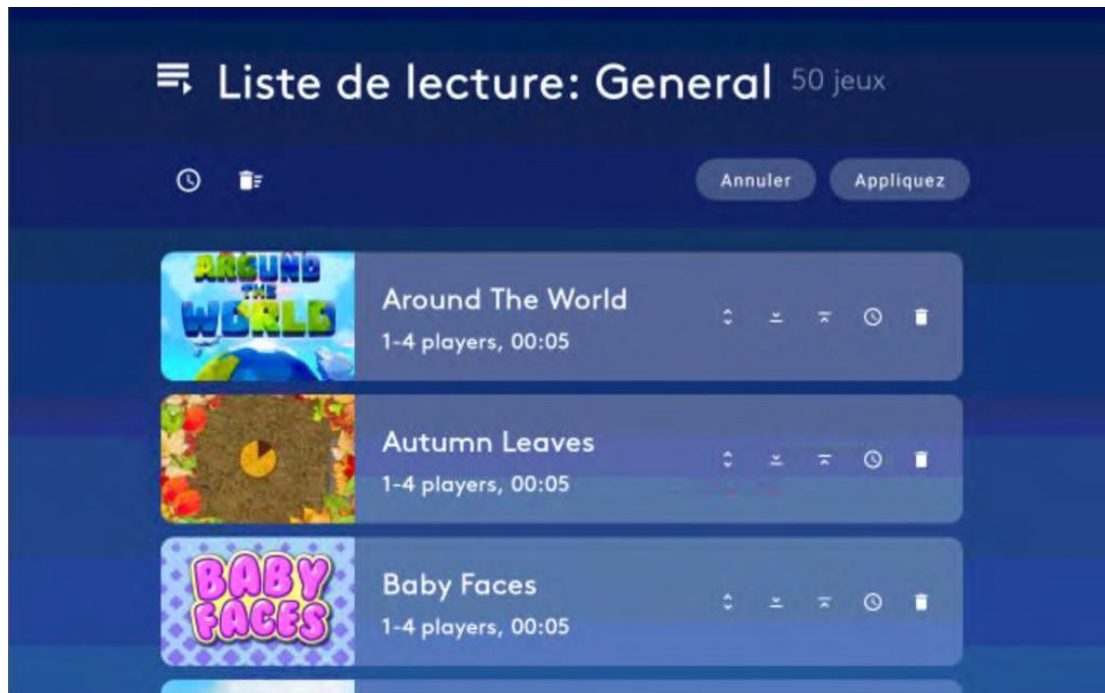 Liste de lecture: General 50 jeux
Annuler Appliquez
AROUND
THE
WORLD
Around The World
1-4 players, 00:05
Autumn Leaves
1-4 players, 00:05
BABY
FACES
Baby Faces
1-4 players, 00:05